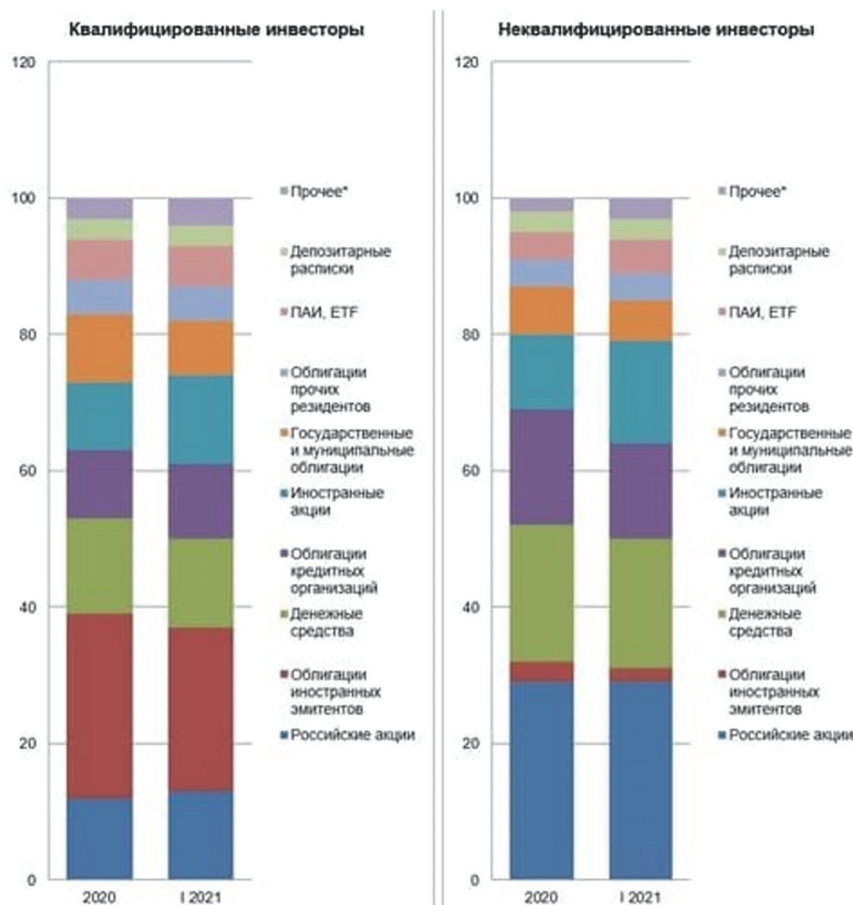 Квалифицированные инвесторы
120
100
80
60
40
20
0
2020
I 2021
Прочее*
Депозитарные
расписки
ПАИ, ETF
Облигации
прочих
резидентов
Государственные
и муниципальные
облигации
Иностранные
акции
Облигации
кредитных
организаций
Денежные
средства
Облигации
иностранных
эмитентов
Российские акции
Неквалифицированные инвесторы
120
100
80
60
40
20
0
2020
I 2021
Прочее*
Депозитарные
расписки
ПАИ, ETF
Облигации
прочих
резидентов
Государственные
и муниципальные
облигации
Иностранные
акции
Облигации
кредитных
организаций
Денежные
средства
Облигации
иностранных
эмитентов
Российские акции